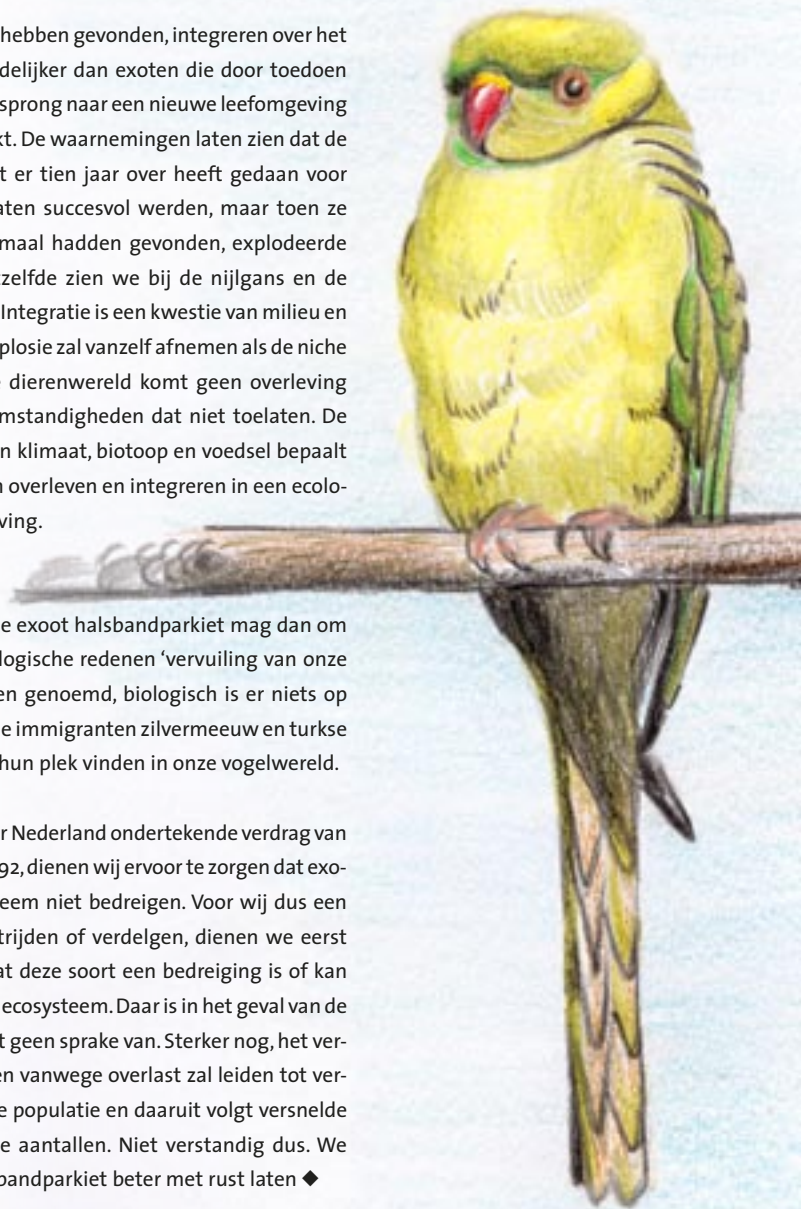 hebben gevonden, integreren over het
delijker dan exoten die door toedoen
sprong naar een nieuwe leefomgeving
kt. De waarnemingen laten zien dat de
t er tien jaar over heeft gedaan voor
aten succesvol werden, maar toen ze
maal hadden gevonden, explodeerde
tzelfde zien we bij de nijlgans en de
Integratie is een kwestie van milieu en
plosie zal vanzelf afnemen als de niche
e dierenwereld komt geen overleving
mstandigheden dat niet toelaten. De
n klimaat, biotoop en voedsel bepaalt
n overleven en integreren in een ecolo-
ving.
e exoot halsbandparkiet mag dan om
logische redenen ‘vervuiling van onze
en genoemd, biologisch is er niets op
e immigranten zilvermeeuw en turkse
hun plek vinden in onze vogelwereld.
r Nederland ondertekende verdrag van
92, dienen wij ervoor te zorgen dat exo-
eem niet bedreigen. Voor wij dus een
trijden of verdelgen, dienen we eerst
at deze soort een bedreiging is of kan
ecosysteem. Daar is in het geval van de
t geen sprake van. Sterker nog, het ver-
en vanwege overlast zal leiden tot ver-
e populatie en daaruit volgt versnelde
e aantallen. Niet verstandig dus. We
bandparkiet beter met rust laten ◆